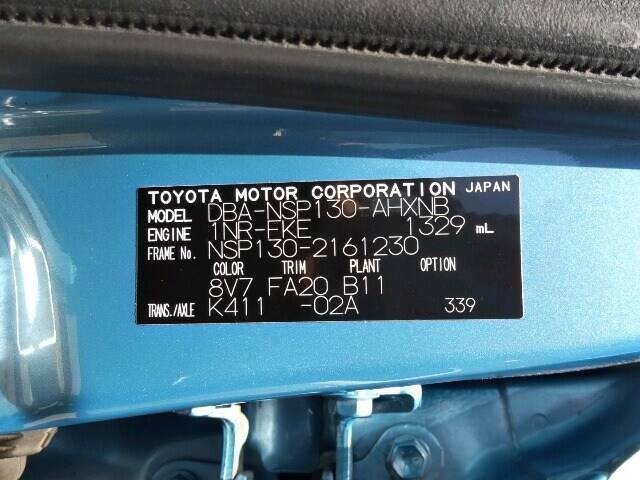 TOYOTA MOTOR CORPORATION JAPAN
MODEL DBA-NSP130-AHXNB
ENGINE 1NR-FKE 1329 mL
FRAME No. NSP130-2161230
COLOR TRIM PLANT OPTION
8V7 FA20 B11
TRANS./AXLE K411 -02A 339